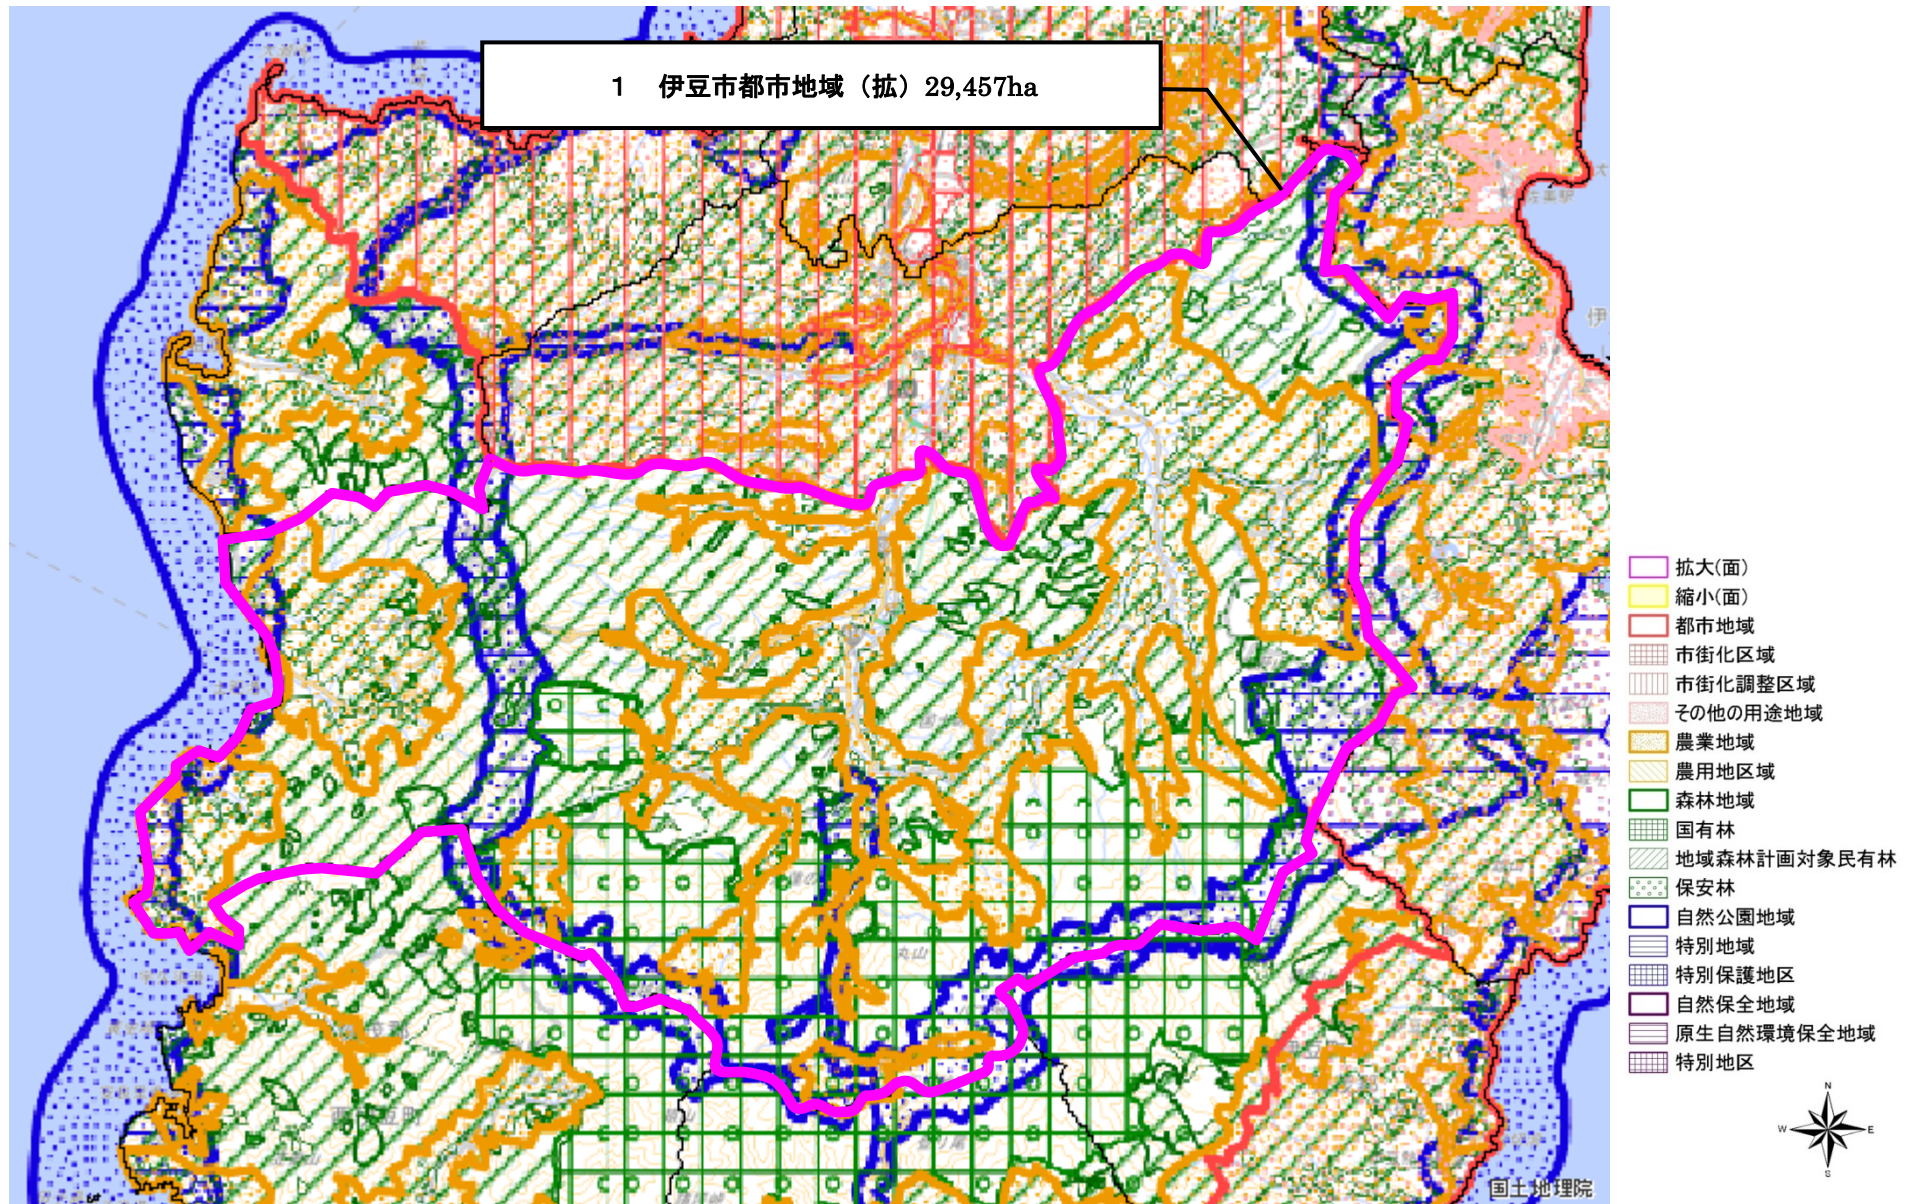 1　伊豆市都市地域（拡）29,457ha
伊
丸山
拡大(面)
縮小(面)
都市地域
市街化区域
市街化調整区域
その他の用途地域
農業地域
農用地区域
森林地域
国有林
地域森林計画対象民有林
保安林
自然公園地域
特別地域
特別保護地区
自然保全地域
原生自然環境保全地域
特別地区
N
W E
S
国土地理院